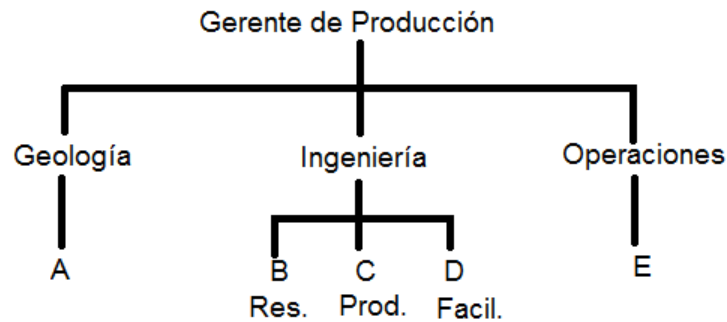 Gerente de Producción
Geología
Ingeniería
Operaciones
A
B
C
D
E
Res.
Prod.
Facil.